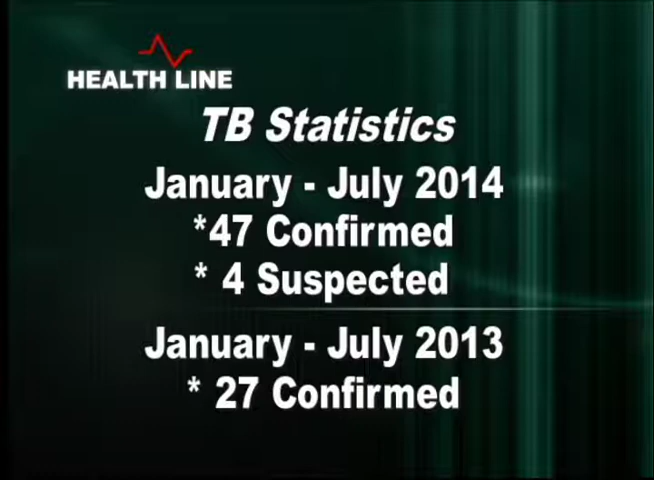 HEALTH LINE
TB Statistics
January - July 2014
*47 Confirmed
* 4 Suspected
January - July 2013
* 27 Confirmed